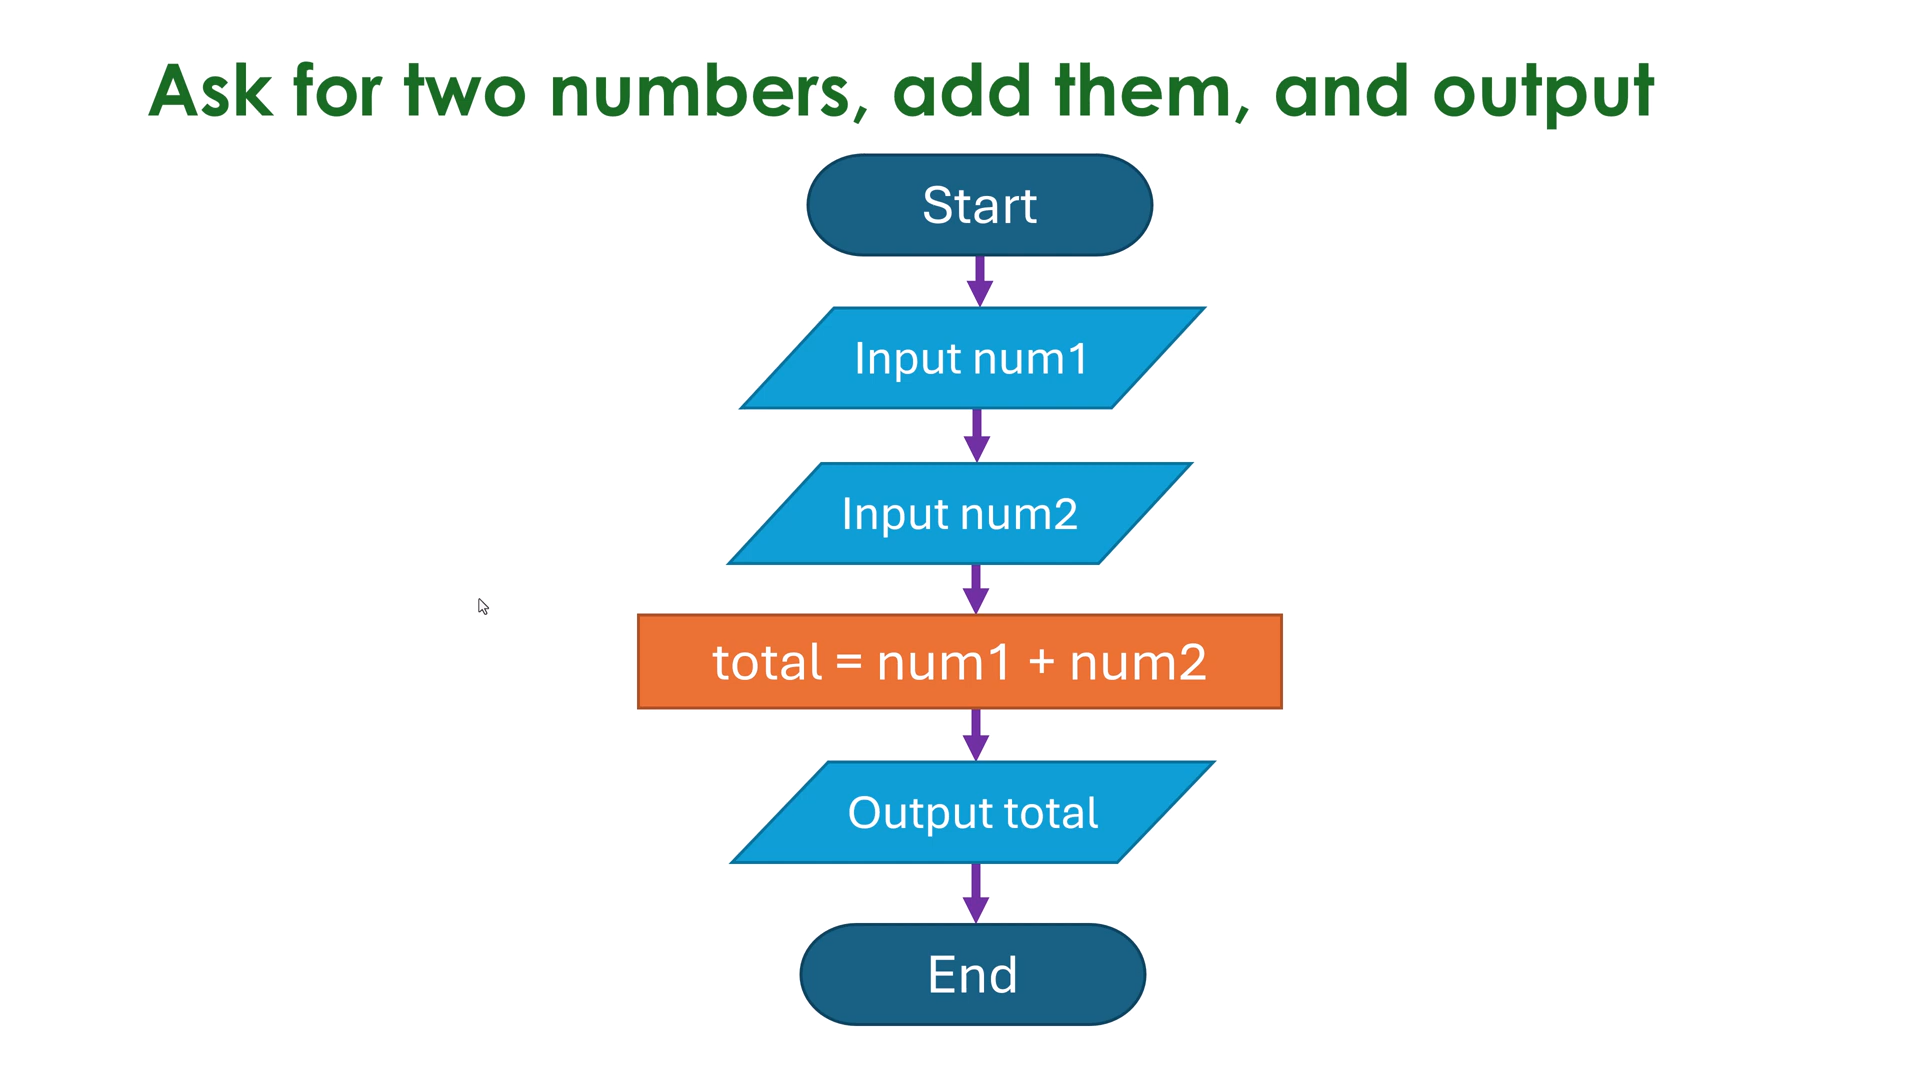 Ask for two numbers, add them, and output
Start
Input num1
Input num2
total = num1 + num2
Output total
End